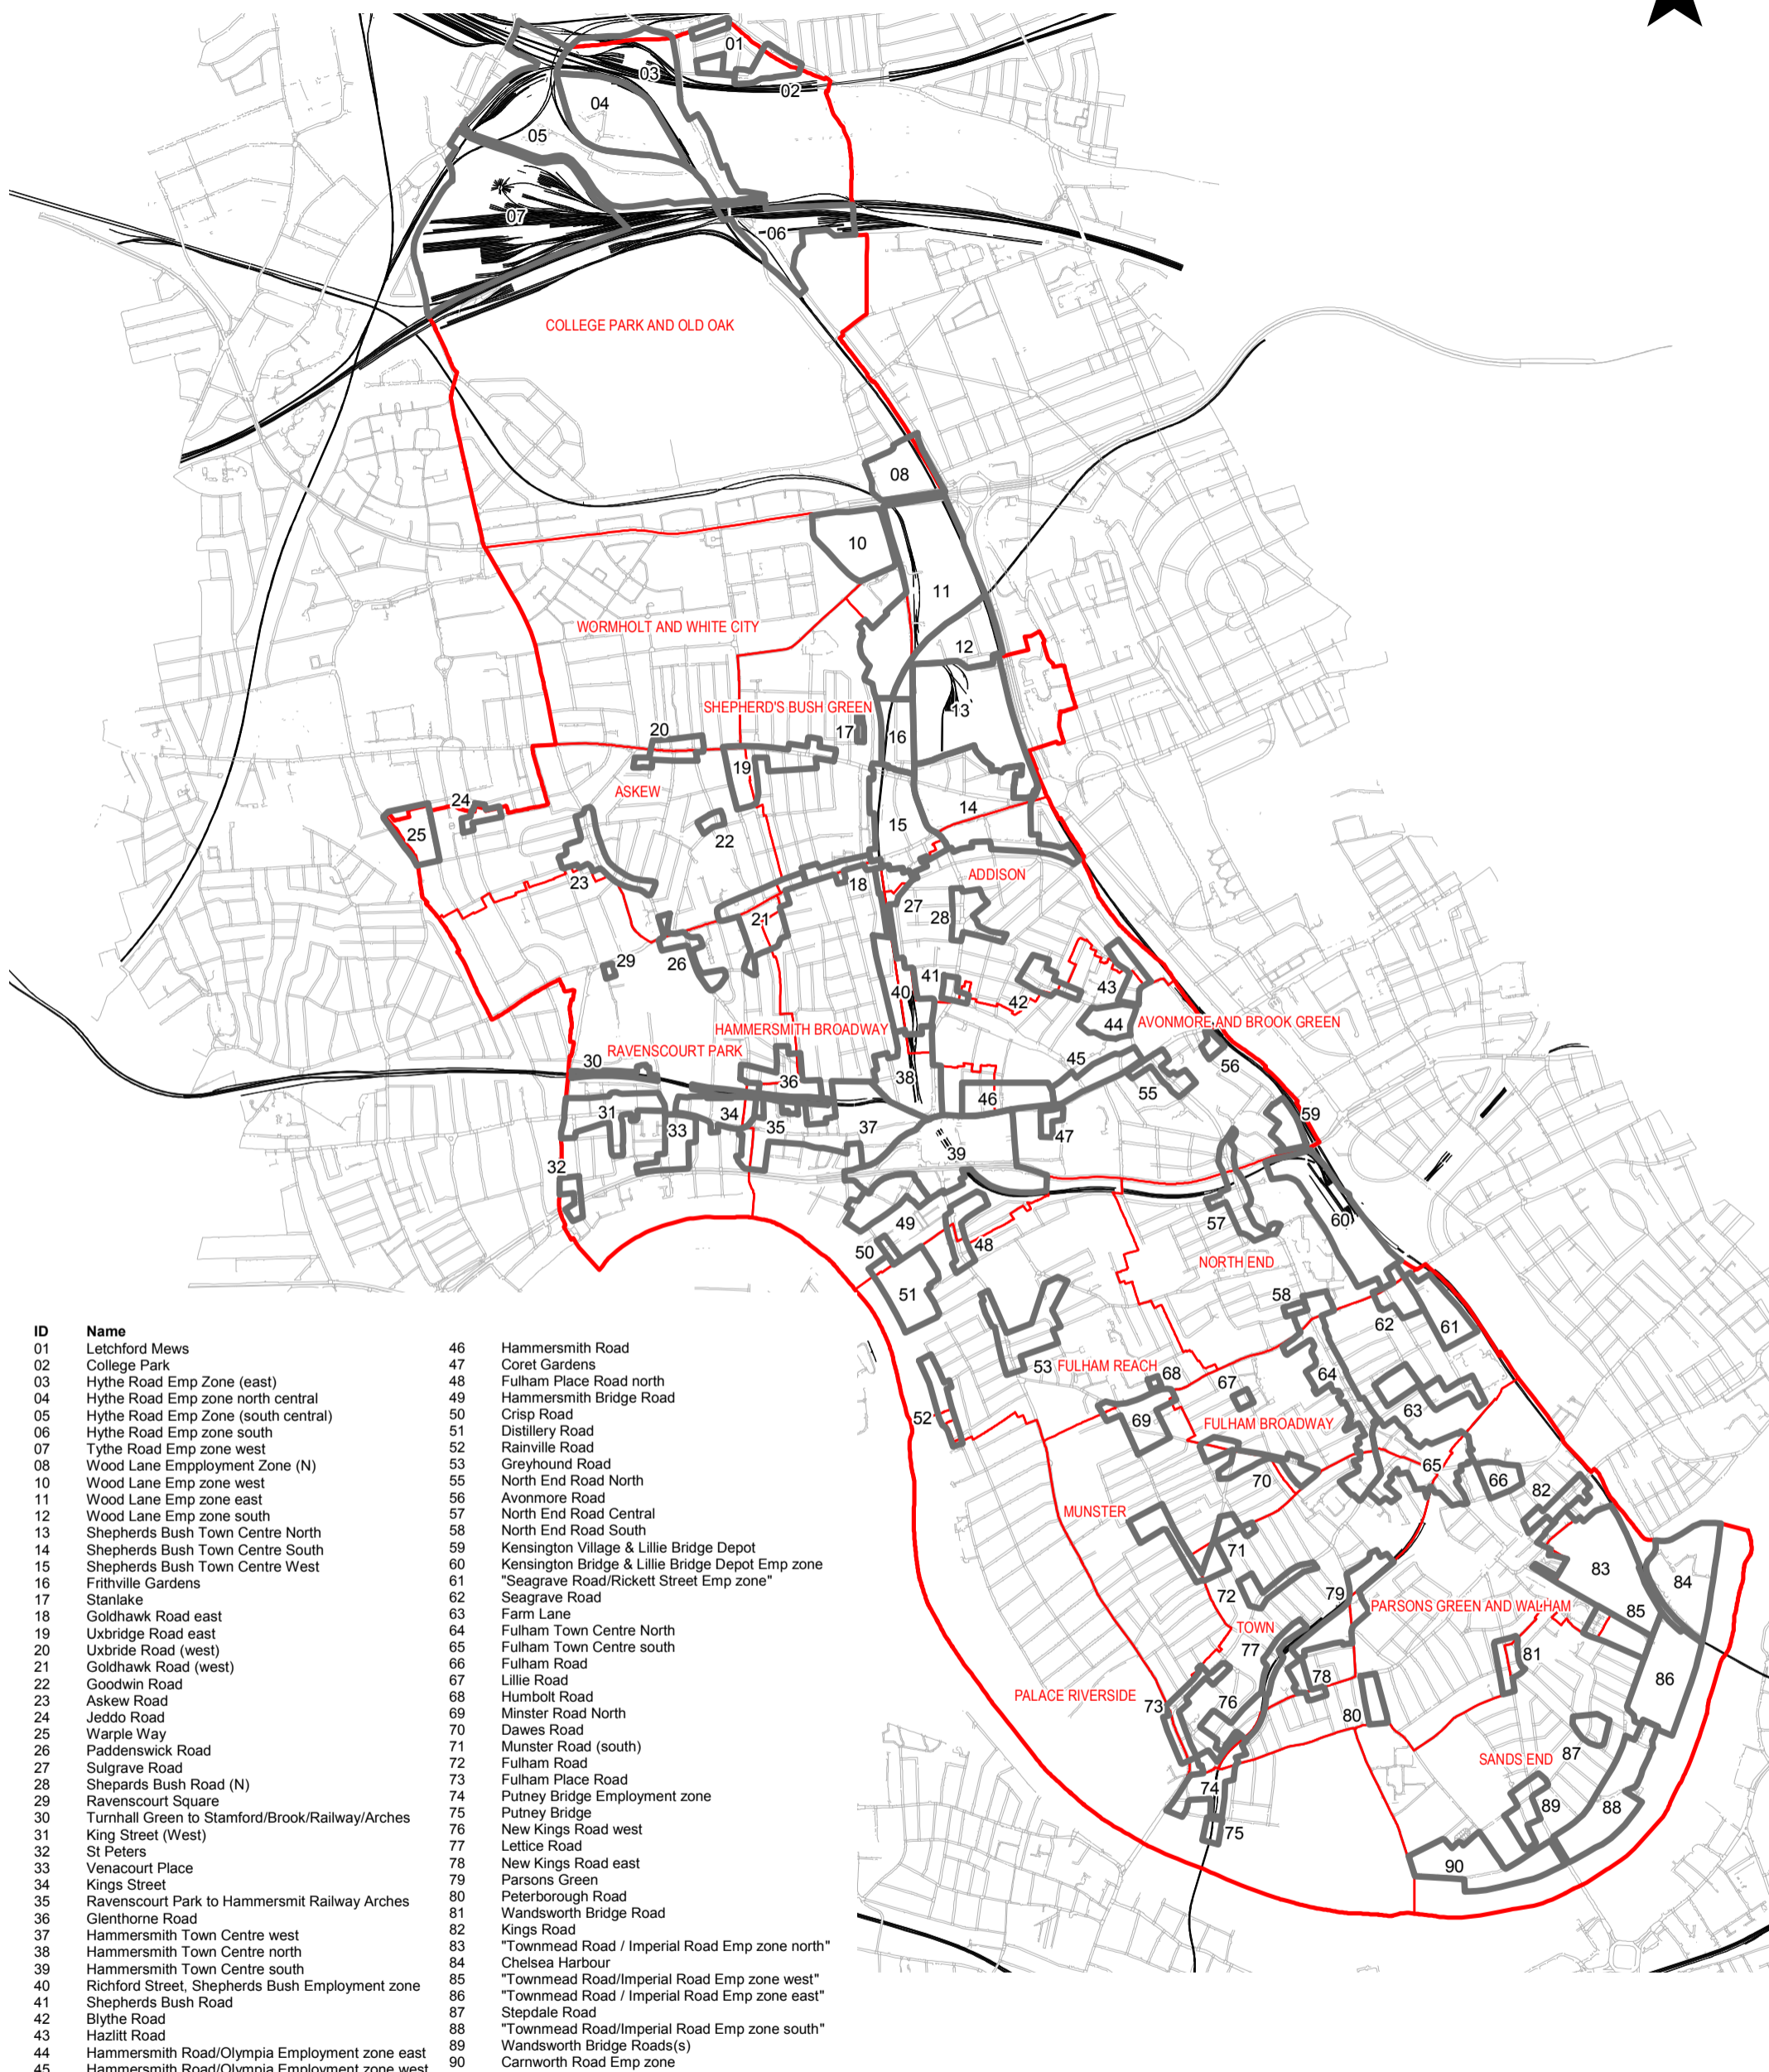 01
03
02
04
05
07
06
COLLEGE PARK AND OLD OAK
08
10
11
WORMHOLT AND WHITE CITY
12
SHEPHERD'S BUSH GREEN
13
17
16
20
19
ASKEW
24
14
25
15
22
ADDISON
23
18
27
28
21
29
26
41
43
40
42
HAMMERSMITH BROADWAY
44
AVONMORE AND BROOK GREEN
RAVENSCOURT PARK
30
45
56
36
38
55
46
31
34
59
33
35
37
47
32
39
49
57
60
48
50
NORTH END
51
58
62
61
53
FULHAM REACH
68
64
67
63
52
69
FULHAM BROADWAY
65
70
66
82
MUNSTER
71
83
84
72
79
PARSONS GREEN AND WALHAM
85
TOWN
77
81
78
86
PALACE RIVERSIDE
73
76
80
SANDS END
87
74
89
88
75
90
ID Name
01 Letchford Mews
02 College Park
03 Hythe Road Emp Zone (east)
04 Hythe Road Emp zone north central
05 Hythe Road Emp Zone (south central)
06 Hythe Road Emp zone south
07 Tythe Road Emp zone west
08 Wood Lane Empployment Zone (N)
10 Wood Lane Emp zone west
11 Wood Lane Emp zone east
12 Wood Lane Emp zone south
13 Shepherds Bush Town Centre North
14 Shepherds Bush Town Centre South
15 Shepherds Bush Town Centre West
16 Frithville Gardens
17 Stanlake
18 Goldhawk Road east
19 Uxbridge Road east
20 Uxbride Road (west)
21 Goldhawk Road (west)
22 Goodwin Road
23 Askew Road
24 Jeddo Road
25 Warple Way
26 Paddenswick Road
27 Sulgrave Road
28 Shepards Bush Road (N)
29 Ravenscourt Square
30 Turnhall Green to Stamford/Brook/Railway/Arches
31 King Street (West)
32 St Peters
33 Venacourt Place
34 Kings Street
35 Ravenscourt Park to Hammersmit Railway Arches
36 Glenthorne Road
37 Hammersmith Town Centre west
38 Hammersmith Town Centre north
39 Hammersmith Town Centre south
40 Richford Street, Shepherds Bush Employment zone
41 Shepherds Bush Road
42 Blythe Road
43 Hazlitt Road
44 Hammersmith Road/Olympia Employment zone east
45 Hammersmith Road/Olympia Employment zone west
46 Hammersmith Road
47 Coret Gardens
48 Fulham Place Road north
49 Hammersmith Bridge Road
50 Crisp Road
51 Distillery Road
52 Rainville Road
53 Greyhound Road
55 North End Road North
56 Avonmore Road
57 North End Road Central
58 North End Road South
59 Kensington Village & Lillie Bridge Depot
60 Kensington Bridge & Lillie Bridge Depot Emp zone
61 "Seagrave Road/Rickett Street Emp zone"
62 Seagrave Road
63 Farm Lane
64 Fulham Town Centre North
65 Fulham Town Centre south
66 Fulham Road
67 Lillie Road
68 Humbolt Road
69 Minster Road North
70 Dawes Road
71 Munster Road (south)
72 Fulham Road
73 Fulham Place Road
74 Putney Bridge Employment zone
75 Putney Bridge
76 New Kings Road west
77 Lettice Road
78 New Kings Road east
79 Parsons Green
80 Peterborough Road
81 Wandsworth Bridge Road
82 Kings Road
83 "Townmead Road / Imperial Road Emp zone north"
84 Chelsea Harbour
85 "Townmead Road/Imperial Road Emp zone west"
86 "Townmead Road / Imperial Road Emp zone east"
87 Stepdale Road
88 "Townmead Road/Imperial Road Emp zone south"
89 Wandsworth Bridge Roads(s)
90 Carnworth Road Emp zone